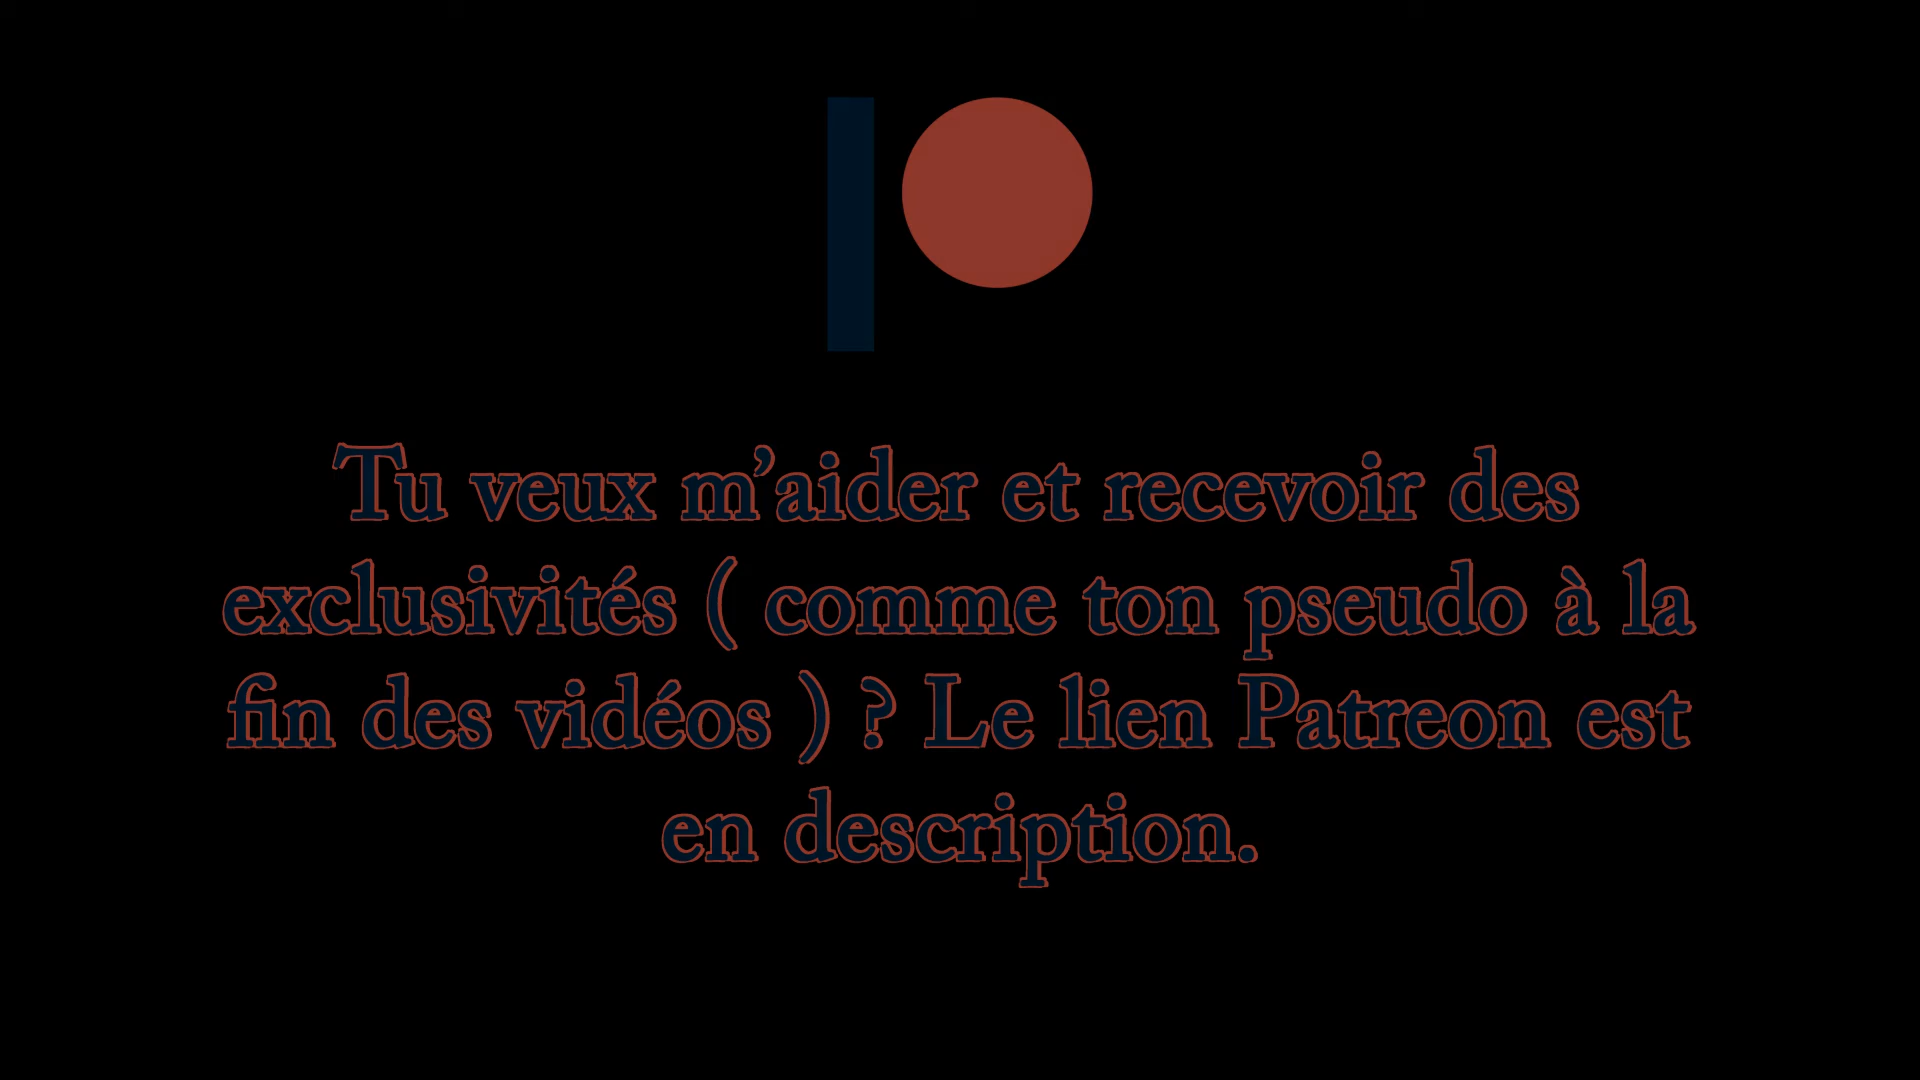 Tu veux m’aider et recevoir des
exclusivités ( comme ton pseudo à la
fin des vidéos ) ? Le lien Patreon est
en description.